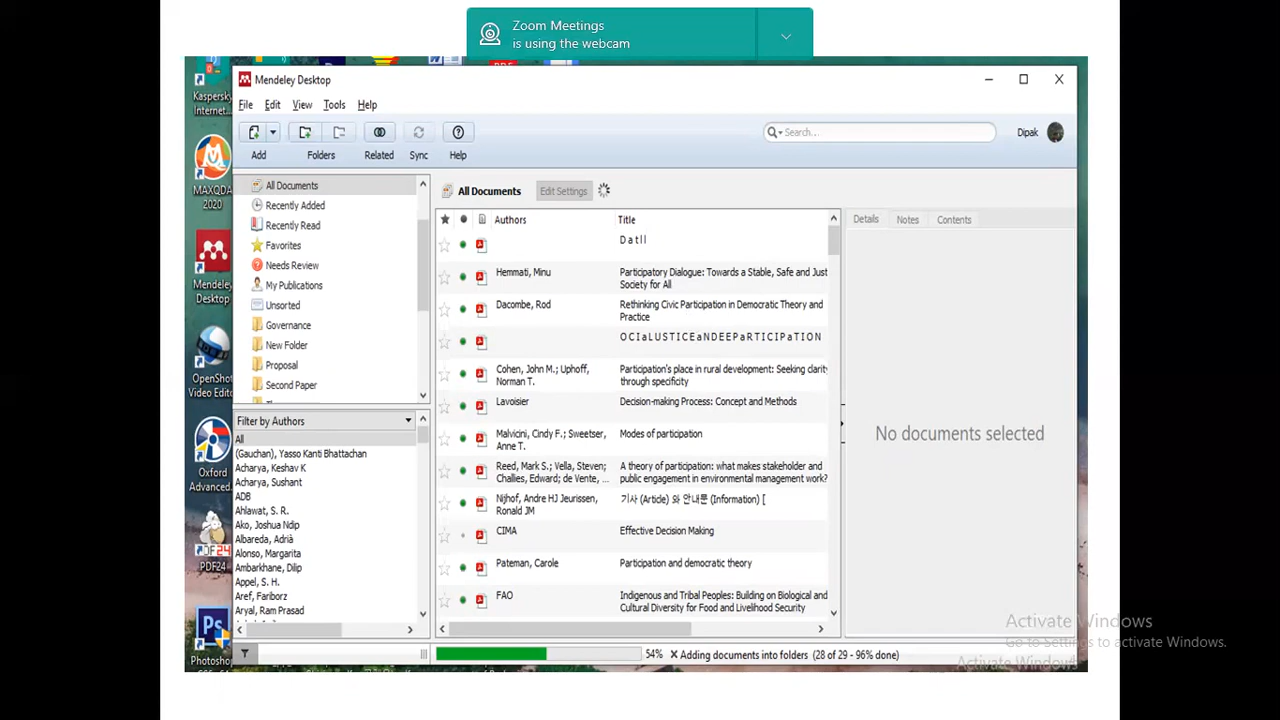 Zoom Meetings
is using the webcam
Kaspersky
Internet...
MAXQDA
2020
Mendeley
Desktop
OpenShot
Video Edito
Oxford
Advanced.
PDF24
Ps
Photoshop
Mendeley Desktop
File Edit View Tools Help
Add Folders Related Sync Help
Search...
Dipak
All Documents
Recently Added
Recently Read
Favorites
Needs Review
My Publications
Unsorted
Governance
New Folder
Proposal
Second Paper
Filter by Authors
All
(Gauchan), Yasso Kanti Bhattachan
Acharya, Keshav K
Acharya, Sushant
ADB
Ahlawat, S. R.
Ako, Joshua Ndip
Albareda, Adrià
Alonso, Margarita
Ambarkhane, Dilip
Appel, S. H.
Aref, Fariborz
Aryal, Ram Prasad
All Documents Edit Settings
Authors Title
D a t l l
Hemmati, Minu Participatory Dialogue: Towards a Stable, Safe and Just
Society for All
Dacombe, Rod Rethinking Civic Participation in Democratic Theory and
Practice
O C I a L U S T I C E a N D E E P a R T I C I P a T I O N
Cohen, John M.; Uphoff, Participation's place in rural development: Seeking clarity
Norman T. through specificity
Lavoisier Decision-making Process: Concept and Methods
Malvicini, Cindy F.; Sweetser, Modes of participation
Anne T.
Reed, Mark S.; Vella, Steven; A theory of participation: what makes stakeholder and
Challies, Edward; de Vente, ... public engagement in environmental management work?
Nijhof, Andre HJ Jeurissen, 기사 (Article) 와 안내문 (Information) [
Ronald JM
CIMA Effective Decision Making
Pateman, Carole Participation and democratic theory
FAO Indigenous and Tribal Peoples: Building on Biological and
Cultural Diversity for Food and Livelihood Security
Details Notes Contents
No documents selected
54% Adding documents into folders (28 of 29 - 96% done)
Activate Windows
Go to Settings to activate Windows.
Activate Windows